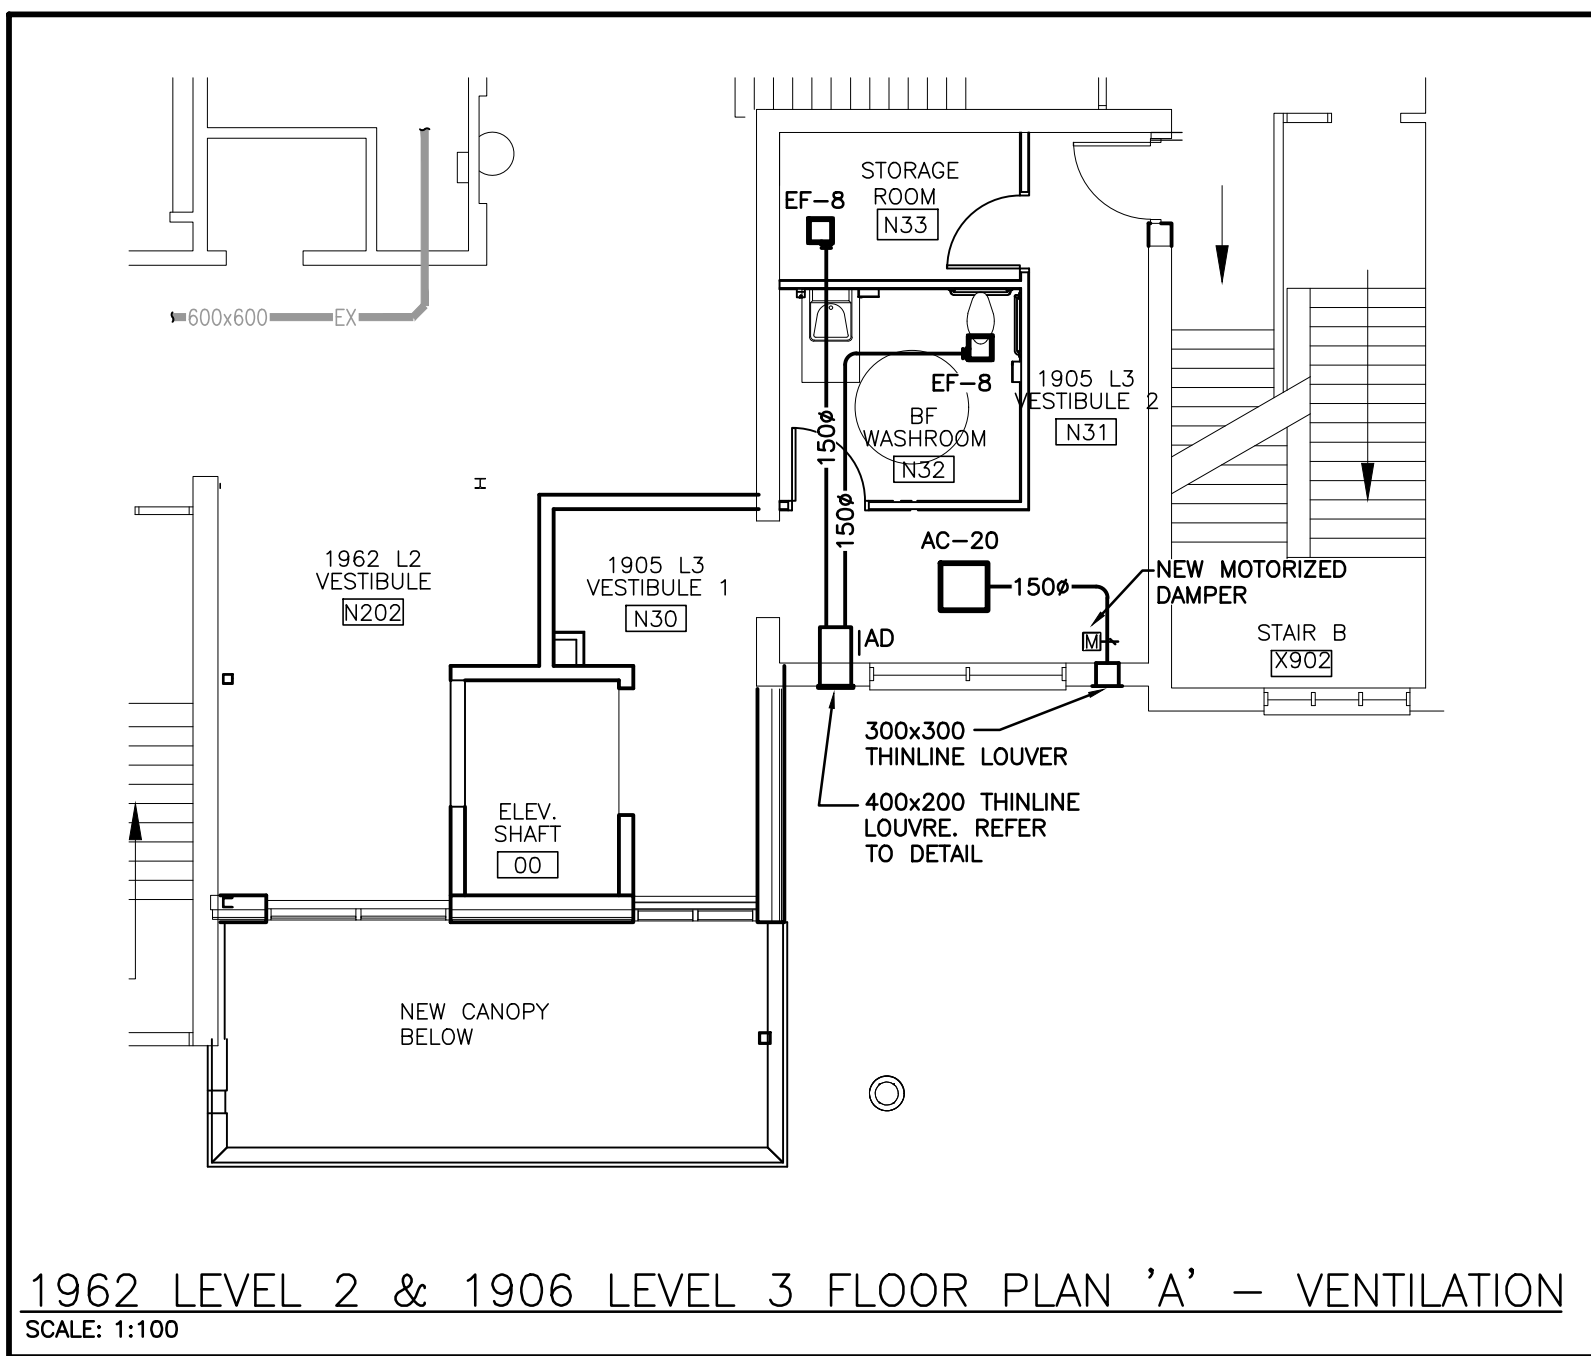 STORAGE
ROOM
N33
EF-8
600x600
EX
EF-8
1905 L3
VESTIBULE 2
N31
BF
WASHROOM
N32
150ø
150ø
AC-20
150ø
NEW MOTORIZED
DAMPER
M
1962 L2
VESTIBULE
N202
1905 L3
VESTIBULE 1
N30
AD
STAIR B
X902
300x300
THINLINE LOUVER
400x200 THINLINE
LOUVRE. REFER
TO DETAIL
ELEV.
SHAFT
00
NEW CANOPY
BELOW
1962 LEVEL 2 & 1906 LEVEL 3 FLOOR PLAN 'A' - VENTILATION
SCALE: 1:100